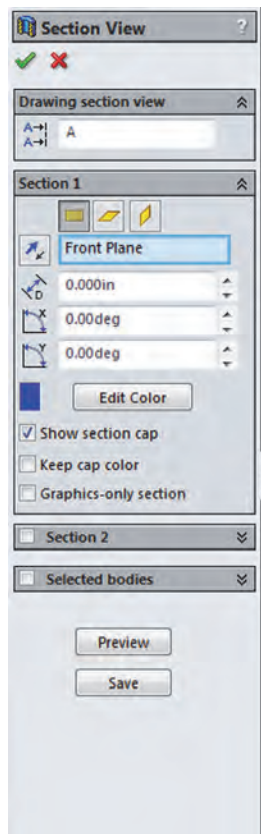 Section View ?
Drawing section view
A
A
A
Section 1
Front Plane
D 0.000in
X 0.00deg
Y 0.00deg
Edit Color
Show section cap
Keep cap color
Graphics-only section
Section 2
Selected bodies
Preview
Save